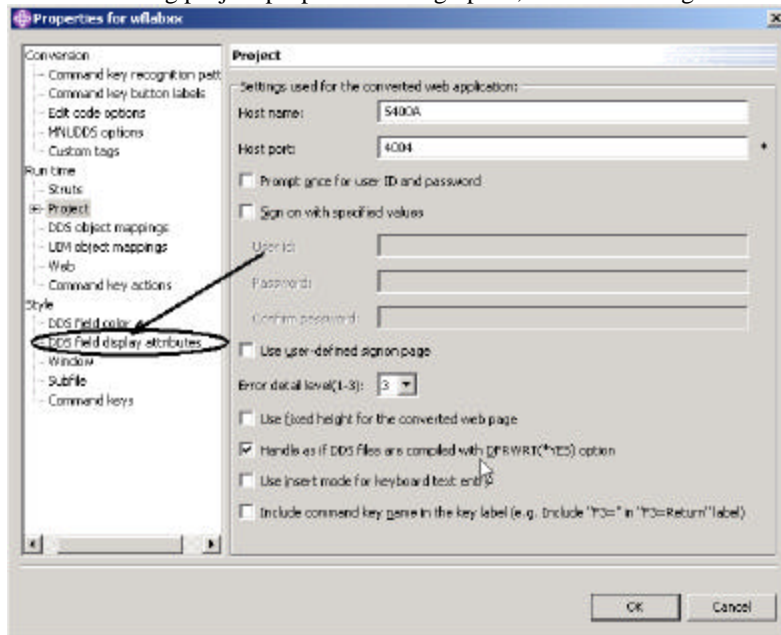 Properties for wflabxx
Conversion
Command key recognition patt
Command key button labels
Edit code options
MNUDDS options
Custom tags
Run time
Struts
Project
DDS object mappings
UIM object mappings
Web
Command key actions
Style
DDS field color
DDS field display attributes
Window
Subfile
Command keys
Project
Settings used for the converted web application:
Host name: S400A
Host port: 4004 *
Prompt once for user ID and password
Sign on with specified values
User id:
Password:
Confirm password:
Use user-defined signon page
Error detail level(1-3): 3
Use fixed height for the converted web page
Handle as if DDS files are compiled with DFRWRT(*YES) option
Use insert mode for keyboard text entry
Include command key name in the key label (e.g. Include "F3=" in "F3=Return" label)
OK Cancel